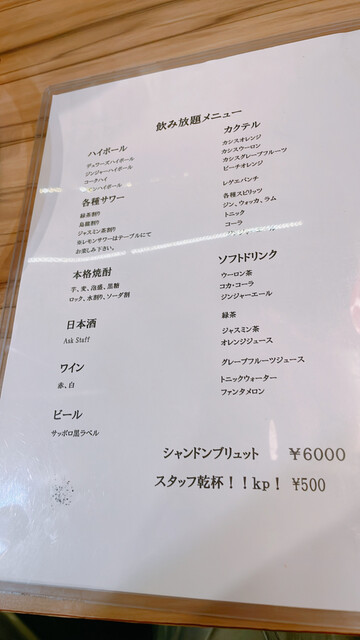 飲み放題メニュー
ハイボール
デュワーズハイボール
ジンジャーハイボール
コークハイ
各種サワー
緑茶割り
烏龍割り
ジャスミン茶割り
※レモンサワーはテーブルにて
お楽しみ下さい。
本格焼酎
芋、麦、泡盛、黒糖
ロック、水割り、ソーダ割
日本酒
Ask Staff
ワイン
赤、白
ビール
サッポロ黒ラベル
カクテル
カシスオレンジ
カシスウーロン
カシスグレープフルーツ
ピーチオレンジ
レゲエパンチ
各種スピリッツ
ジン、ウォッカ、ラム
トニック
コーラ
ソフトドリンク
ウーロン茶
コカ・コーラ
ジンジャーエール
緑茶
ジャスミン茶
オレンジジュース
グレープフルーツジュース
トニックウォーター
ファンタメロン
シャンドンブリュット ￥6000
スタッフ乾杯！！kp！ ￥500